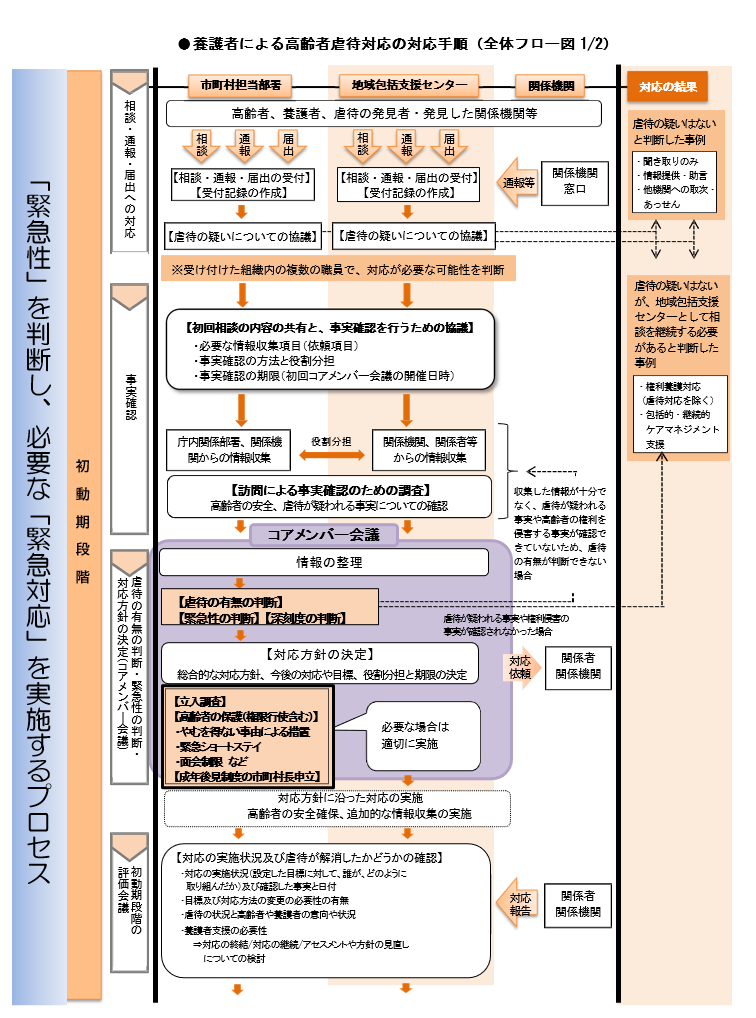 ●養護者による高齢者虐待対応の対応手順（全体フロー図1/2）
「緊急性」を判断し、必要な「緊急対応」を実施するプロセス
初動期段階
相談・通報・届出への対応
市町村担当部署
地域包括支援センター
関係機関
対応の結果
高齢者、養護者、虐待の発見者・発見した関係機関等
相談
通報
届出
相談
通報
届出
【相談・通報・届出の受付】
【受付記録の作成】
【相談・通報・届出の受付】
【受付記録の作成】
通報等
関係機関
窓口
【虐待の疑いについての協議】
【虐待の疑いについての協議】
※受け付けた組織内の複数の職員で、対応が必要な可能性を判断
虐待の疑いはない
と判断した事例
・聞き取りのみ
・情報提供・助言
・他機関への取次・
あっせん
事実確認
【初回相談の内容の共有と、事実確認を行うための協議】
・必要な情報収集項目（依頼項目）
・事実確認の方法と役割分担
・事実確認の期限（初回コアメンバー会議の開催日時）
虐待の疑いはない
が、地域包括支援
センターとして相
談を継続する必要
があると判断した
事例
・権利養護対応
（虐待対応を除く）
・包括的・継続的
ケアマネジメント
支援
庁内関係部署、関係機
関からの情報収集
役割分担
関係機関、関係者等
からの情報収集
【訪問による事実確認のための調査】
高齢者の安全、虐待が疑われる事実についての確認
収集した情報が十分で
なく、虐待が疑われる
事実や高齢者の権利を
侵害する事実が確認で
きていないため、虐待
の有無が判断できない
場合
虐待の有無の判断・緊急性の判断・
対応方針の決定（コアメンバー会議）
コアメンバー会議
情報の整理
【虐待の有無の判断】
【緊急性の判断】【深刻度の判断】
虐待が疑われる事実や権利侵害の
事実が確認されなかった場合
【対応方針の決定】
総合的な対応方針、今後の対応や目標、役割分担と期限の決定
対応
依頼
関係者
関係機関
【立入調査】
【高齢者の保護（権限行使含む）】
・やむを得ない事由による措置
・緊急ショートステイ
・面会制限 など
【成年後見制度の市町村長申立】
必要な場合は
適切に実施
対応方針に沿った対応の実施
高齢者の安全確保、追加的な情報収集の実施
初動期段階の
評価会議
【対応の実施状況及び虐待が解消したかどうかの確認】
・対応の実施状況（設定した目標に対して、誰が、どのように
取り組んだか）及び確認した事実と日付
・目標及び対応方法の変更の必要性の有無
・虐待の状況と高齢者や養護者の意向や状況
・養護者支援の必要性
⇒対応の終結/対応の継続/アセスメントや方針の見直し
についての検討
対応
報告
関係者
関係機関